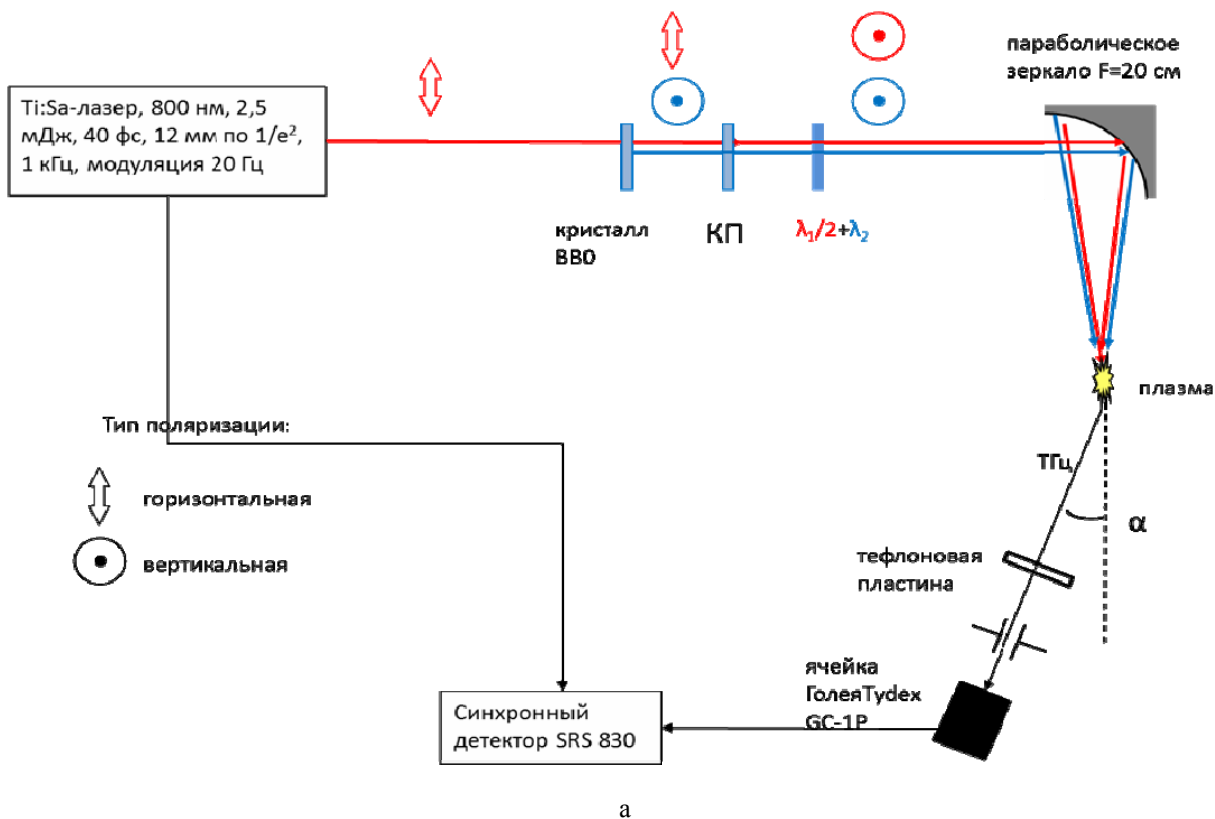 параболическое
зеркало F=20 см
Ti:Sa-лазер, 800 нм, 2,5
мДж, 40 фс, 12 мм по 1/e²,
1 кГц, модуляция 20 Гц
кристалл
BB0
КП
λ₁/2+λ₂
плазма
Тип поляризации:
горизонтальная
вертикальная
ТГц
α
тефлоновая
пластина
ячейка
ГолеяTydex
GC-1P
Синхронный
детектор SRS 830
а